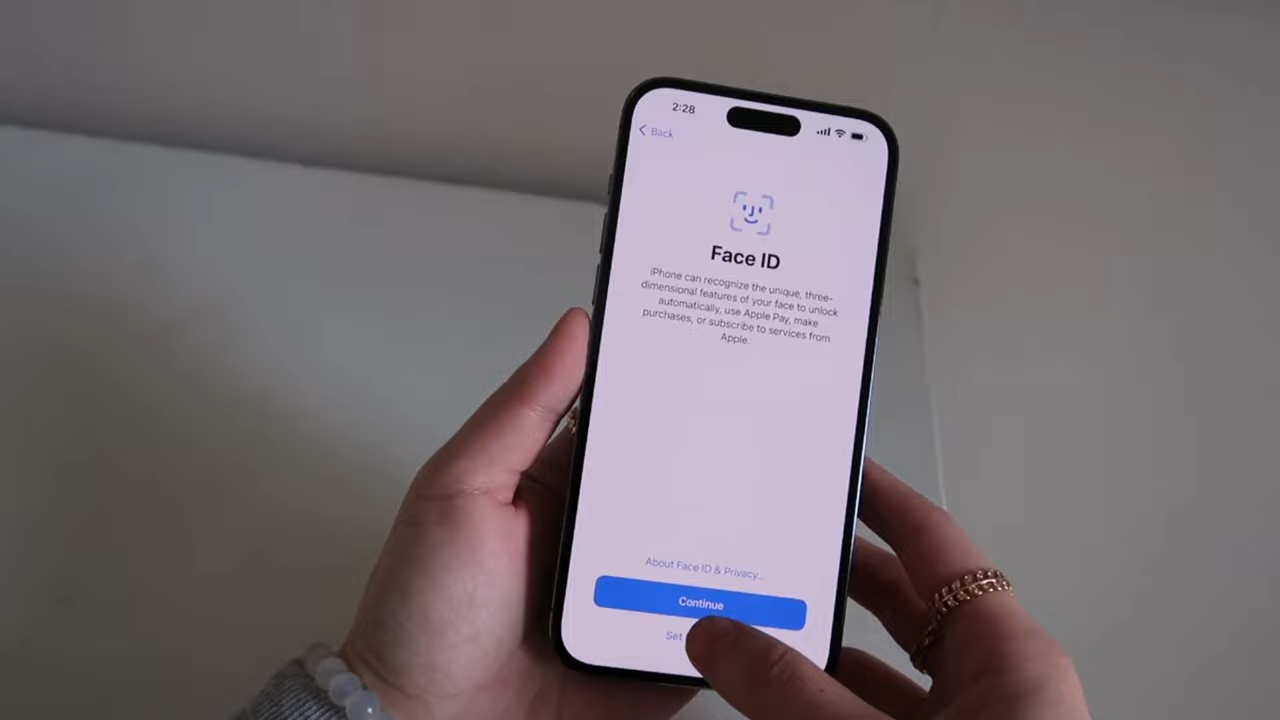 2:28
Back
Face ID
iPhone can recognize the unique, three-
dimensional features of your face to unlock
automatically, use Apple Pay, make
purchases, or subscribe to services from
Apple.
About Face ID & Privacy...
Continue
Set